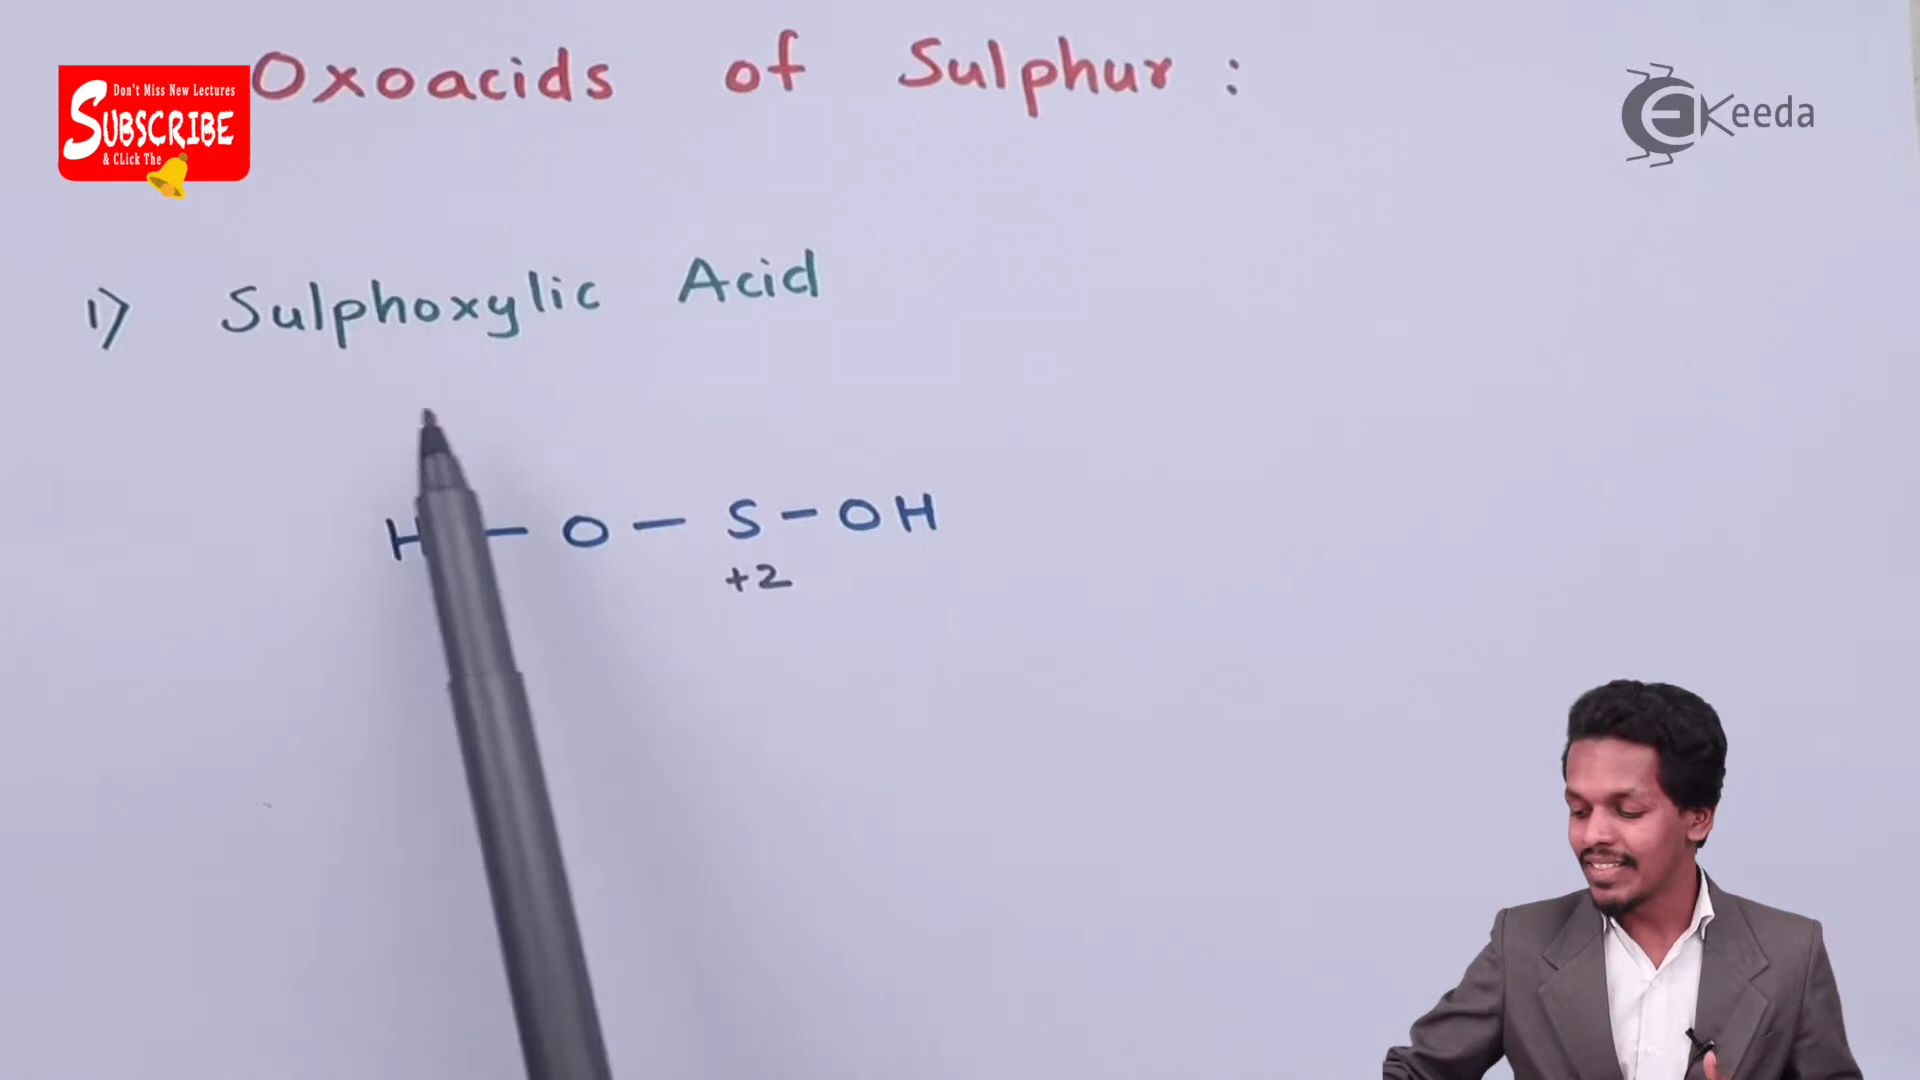 Oxoacids of Sulphur :
Don't Miss New Lectures
SUBSCRIBE
& CLick The
EKeeda
1) Sulphoxylic Acid
H - O - S - OH
+2